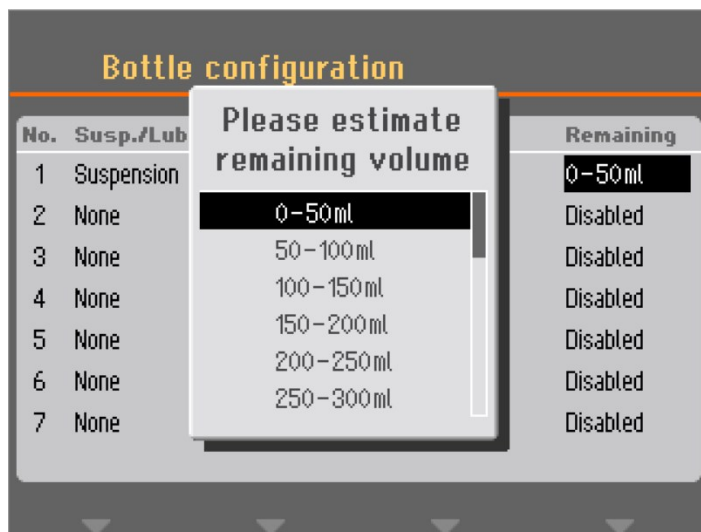 Bottle configuration
Please estimate
remaining volume
No. Susp./Lub Remaining
1 Suspension 0-50ml
2 None Disabled
3 None Disabled
4 None Disabled
5 None Disabled
6 None Disabled
7 None Disabled
0-50ml
50-100ml
100-150ml
150-200ml
200-250ml
250-300ml